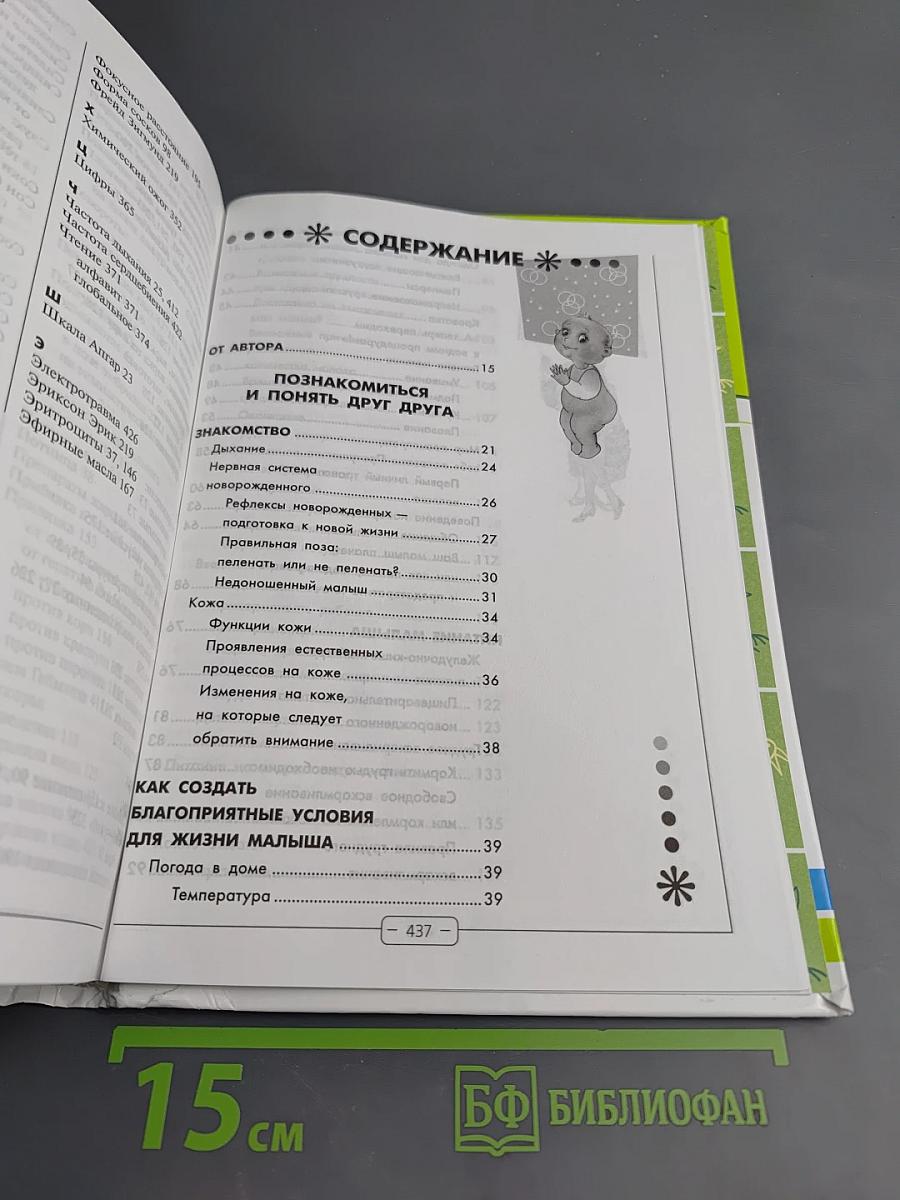 Фокусное расстояние 181
Форма сосков 98
Фрейд Зигмунд 219
Х
Химический ожог 352
Ц
Цифры 365
Ч
Частота дыхания 25, 412
Частота сердцебиения 422
Чтение 371
алфавит 371
глобальное 374
Ш
Шкала Апгар 23
Э
Электротравма 426
Эриксон Эрик 219
Эритроциты 37, 146
Эфирные масла 167
СОДЕРЖАНИЕ
ОТ АВТОРА 15
ПОЗНАКОМИТЬСЯ
И ПОНЯТЬ ДРУГ ДРУГА
ЗНАКОМСТВО 21
Дыхание 24
Нервная система
новорожденного 26
Рефлексы новорожденных —
подготовка к новой жизни 27
Правильная поза:
пеленать или не пеленать? 30
Недоношенный малыш 31
Кожа 34
Функции кожи 34
Проявления естественных
процессов на коже 36
Изменения на коже,
на которые следует
обратить внимание 38
КАК СОЗДАТЬ
БЛАГОПРИЯТНЫЕ УСЛОВИЯ
ДЛЯ ЖИЗНИ МАЛЫША 39
Погода в доме 39
Температура 39
— 437 —
15 см
БФ БИБЛИОФАН